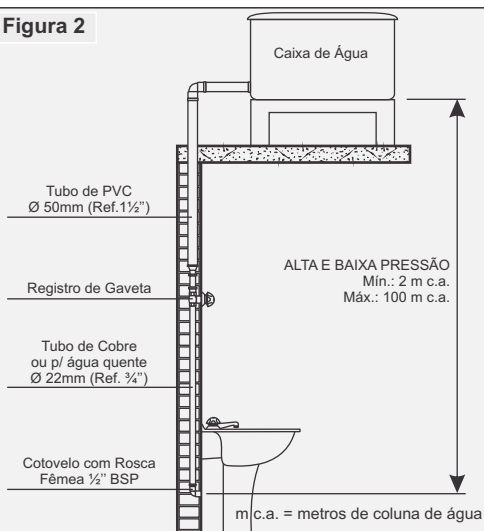 Figura 2
Caixa de Água
Tubo de PVC
Ø 50mm (Ref.1½”)
ALTA E BAIXA PRESSÃO
Mín.: 2 m c.a.
Máx.: 100 m c.a.
Registro de Gaveta
Tubo de Cobre
ou p/ água quente
Ø 22mm (Ref. ¾”)
Cotovelo com Rosca
Fêmea ½” BSP
m c.a. = metros de coluna de água